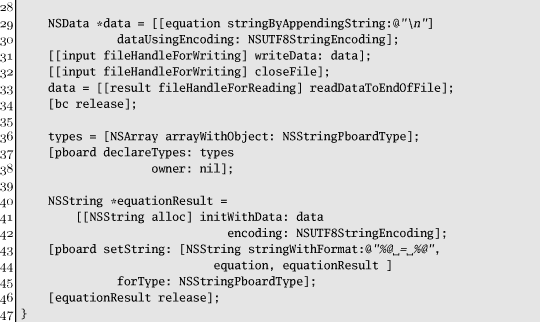 28
29 NSData *data = [[equation stringByAppendingString:@"\n"]
30 dataUsingEncoding: NSUTF8StringEncoding];
31 [[input fileHandleForWriting] writeData: data];
32 [[input fileHandleForWriting] closeFile];
33 data = [[result fileHandleForReading] readDataToEndOfFile];
34 [bc release];
35
36 types = [NSArray arrayWithObject: NSStringPboardType];
37 [pboard declareTypes: types
38 owner: nil];
39
40 NSString *equationResult =
41 [[NSString alloc] initWithData: data
42 encoding: NSUTF8StringEncoding];
43 [pboard setString: [NSString stringWithFormat:@"%@␣=␣%@",
44 equation, equationResult ]
45 forType: NSStringPboardType];
46 [equationResult release];
47 }